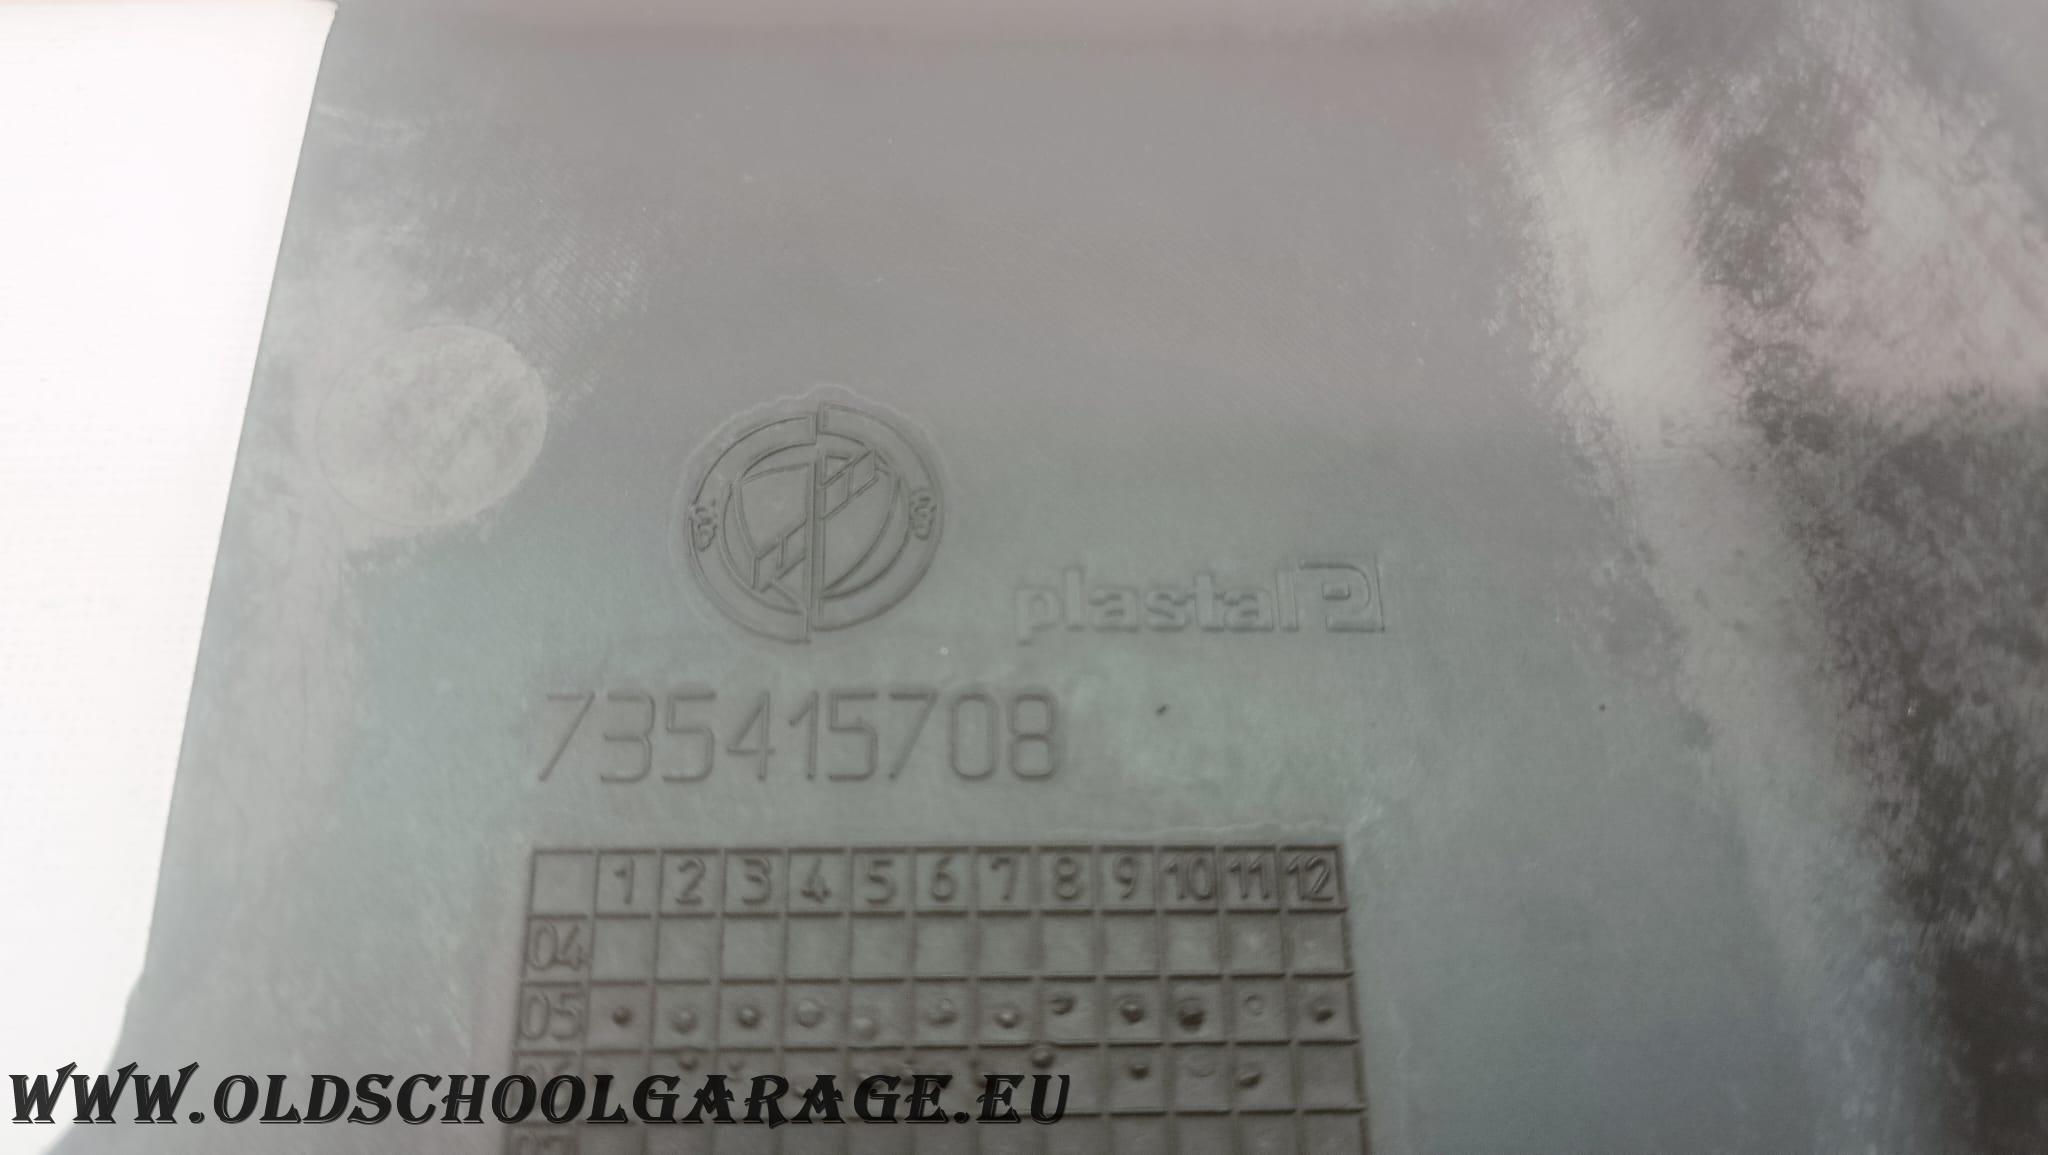 plastal
735415708
1 2 3 4 5 6 7 8 9 10 11 12
04
05
WWW.OLDSCHOOLGARAGE.EU